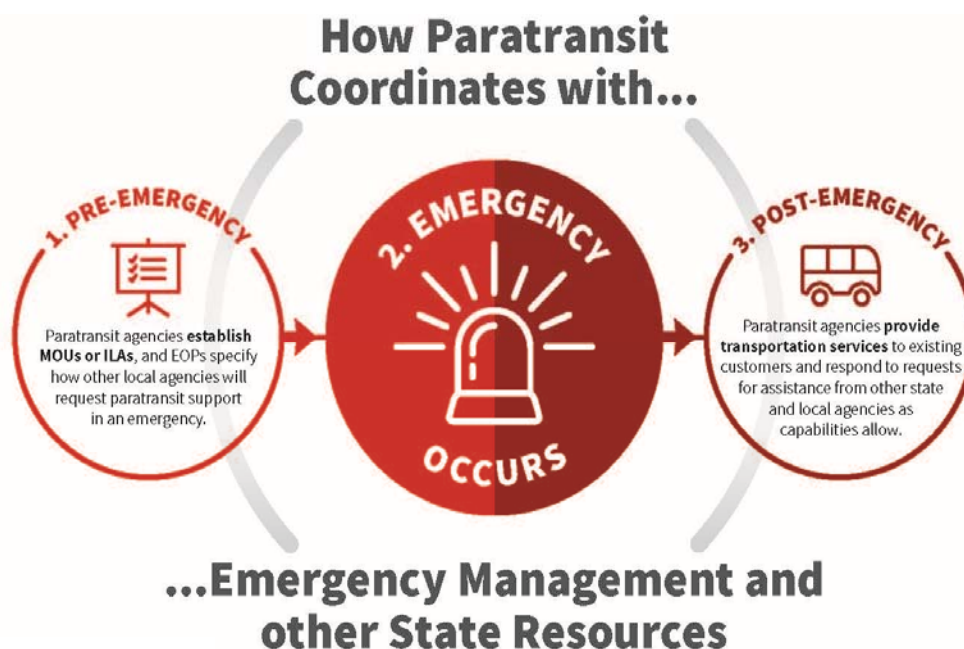 How Paratransit
Coordinates with...
1. PRE-EMERGENCY
Paratransit agencies establish
MOUs or ILAs, and EOPs specify
how other local agencies will
request paratransit support
in an emergency.
2. EMERGENCY
OCCURS
3. POST-EMERGENCY
Paratransit agencies provide
transportation services to existing
customers and respond to requests
for assistance from other state
and local agencies as
capabilities allow.
...Emergency Management and
other State Resources